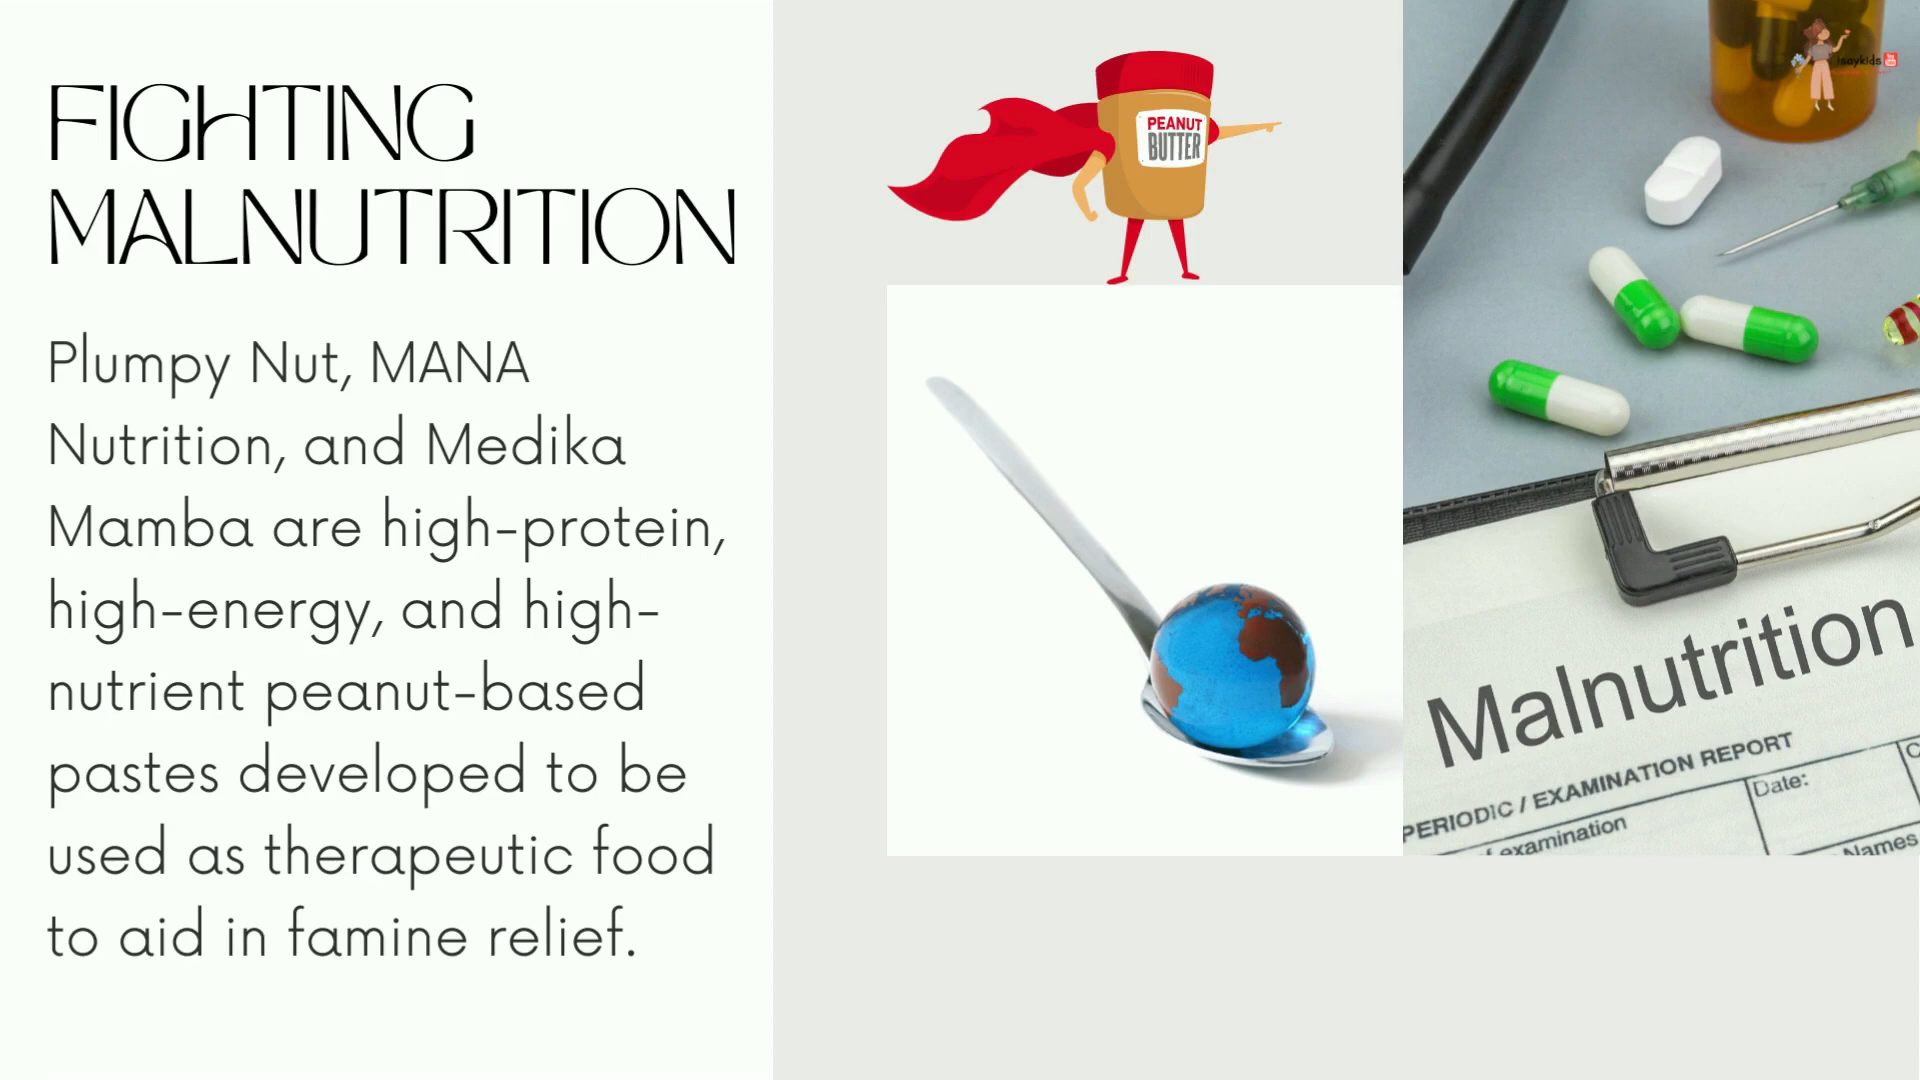 FIGHTING
MALNUTRITION
Plumpy Nut, MANA
Nutrition, and Medika
Mamba are high-protein,
high-energy, and high-
nutrient peanut-based
pastes developed to be
used as therapeutic food
to aid in famine relief.
PEANUT
BUTTER
isaykids
Malnutrition
PERIODIC / EXAMINATION REPORT
Date:
examination
Names